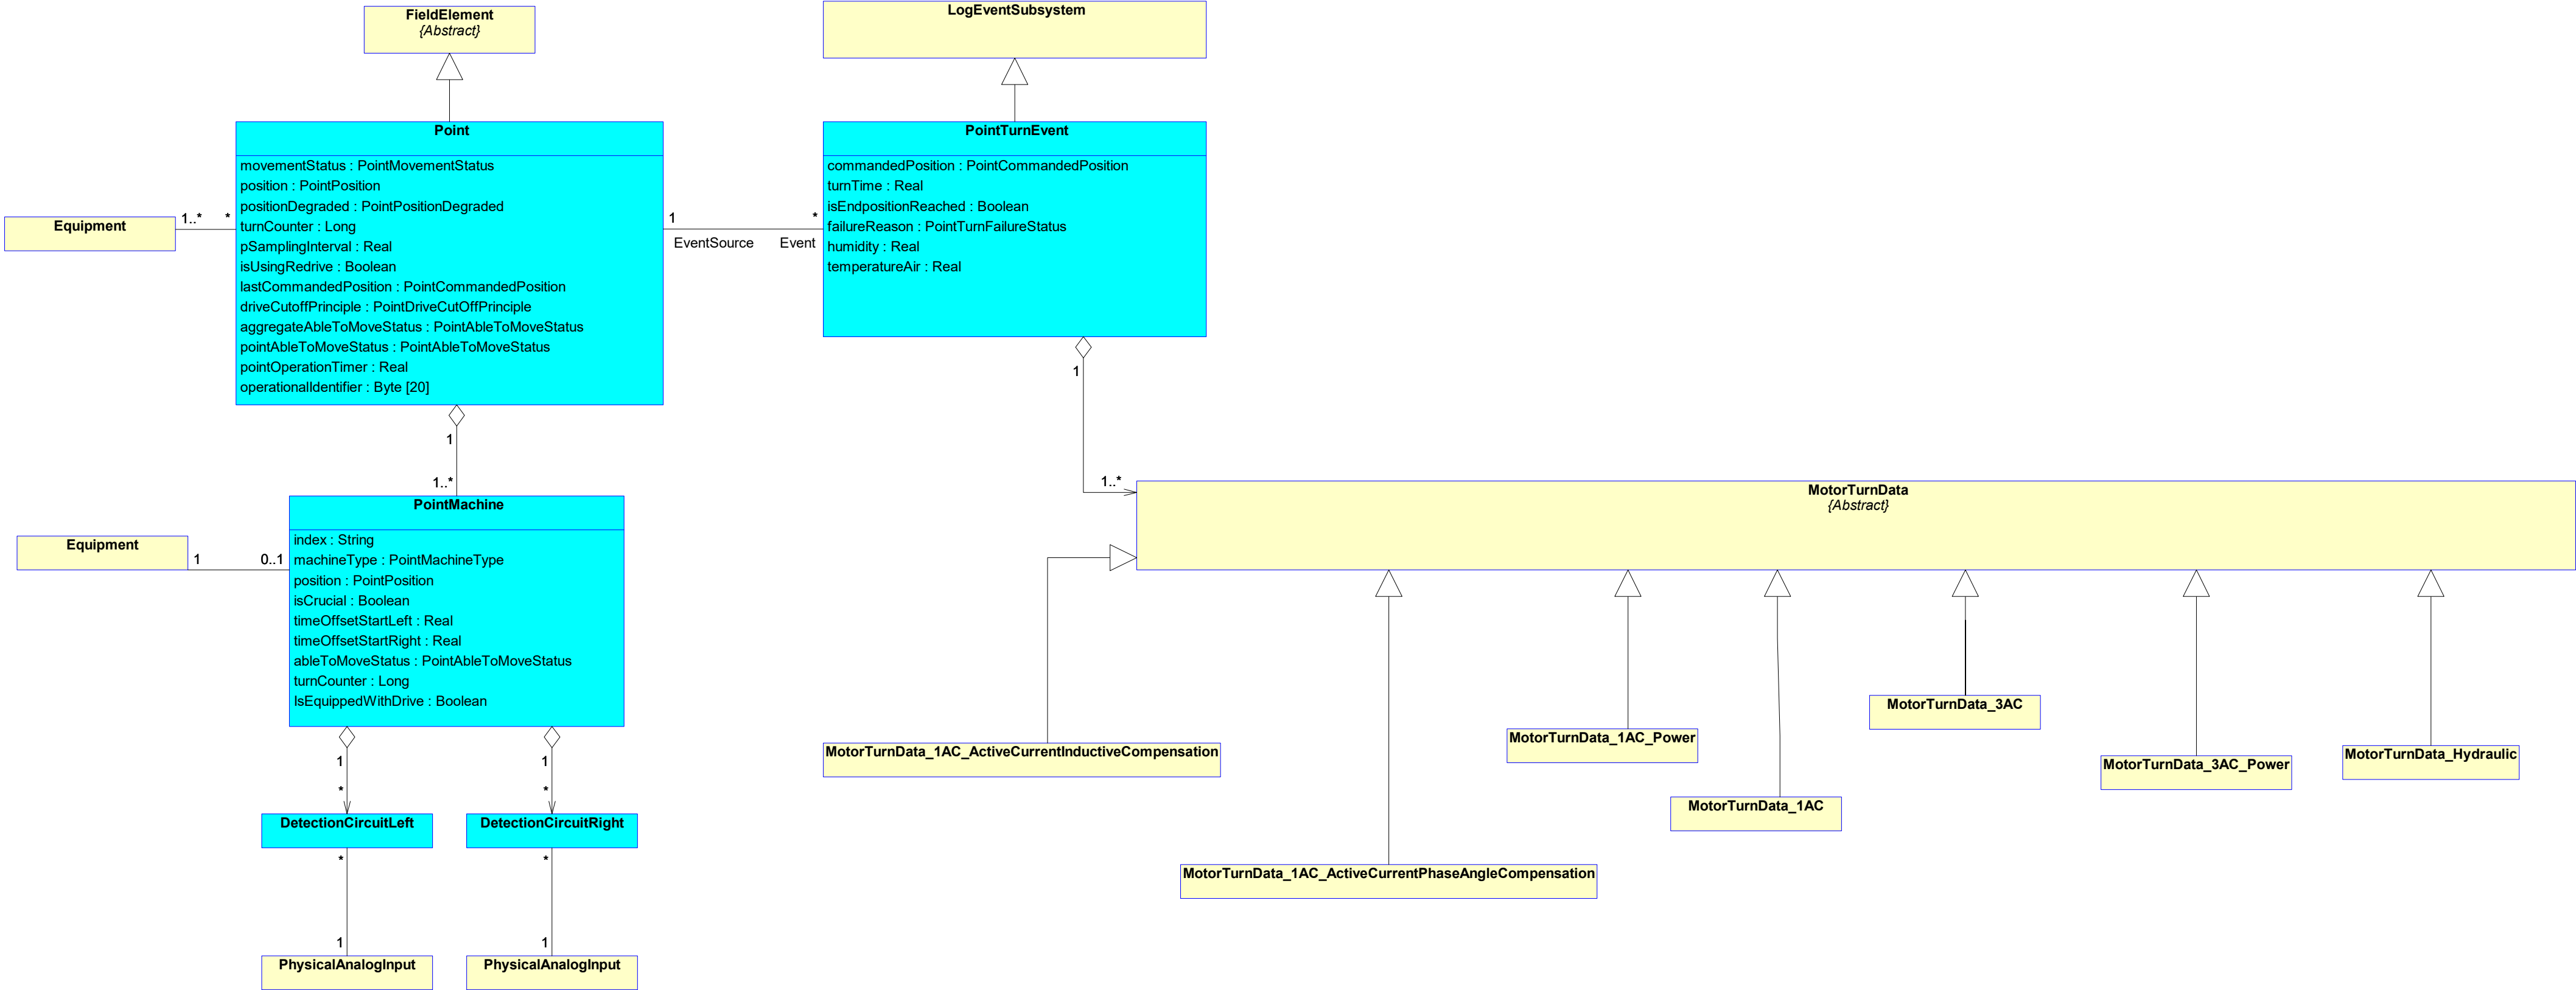 FieldElement
{Abstract}
LogEventSubsystem
Point
movementStatus : PointMovementStatus
position : PointPosition
positionDegraded : PointPositionDegraded
turnCounter : Long
pSamplingInterval : Real
isUsingRedrive : Boolean
lastCommandedPosition : PointCommandedPosition
driveCutoffPrinciple : PointDriveCutOffPrinciple
aggregateAbleToMoveStatus : PointAbleToMoveStatus
pointAbleToMoveStatus : PointAbleToMoveStatus
pointOperationTimer : Real
operationalIdentifier : Byte [20]
PointTurnEvent
commandedPosition : PointCommandedPosition
turnTime : Real
isEndpositionReached : Boolean
failureReason : PointTurnFailureStatus
humidity : Real
temperatureAir : Real
Equipment
1..*
*
1
*
EventSource
Event
1
1..*
1
1..*
MotorTurnData
{Abstract}
PointMachine
index : String
machineType : PointMachineType
position : PointPosition
isCrucial : Boolean
timeOffsetStartLeft : Real
timeOffsetStartRight : Real
ableToMoveStatus : PointAbleToMoveStatus
turnCounter : Long
IsEquippedWithDrive : Boolean
Equipment
1
0..1
MotorTurnData_3AC
MotorTurnData_1AC_Power
MotorTurnData_1AC_ActiveCurrentInductiveCompensation
MotorTurnData_Hydraulic
MotorTurnData_3AC_Power
MotorTurnData_1AC
MotorTurnData_1AC_ActiveCurrentPhaseAngleCompensation
1
1
*
*
DetectionCircuitLeft
DetectionCircuitRight
*
*
1
1
PhysicalAnalogInput
PhysicalAnalogInput